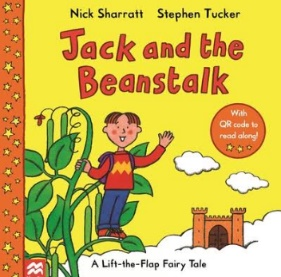 Nick Sharratt Stephen Tucker
Jack and the
Beanstalk
With
QR code to
read along!
A Lift-the-Flap Fairy Tale